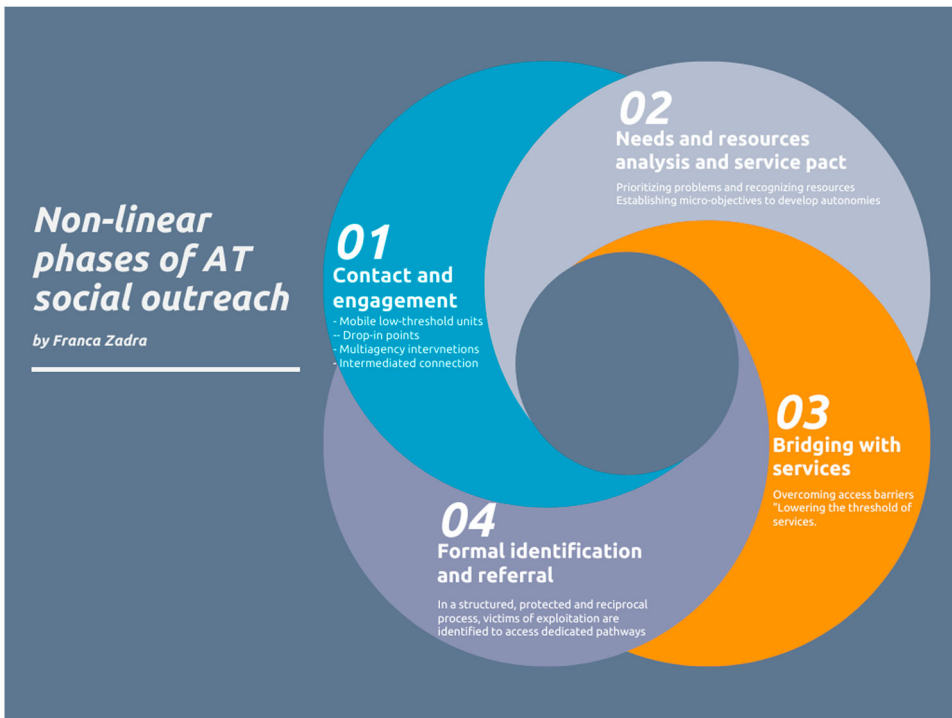 Non-linear
phases of AT
social outreach
by Franca Zadra
01
Contact and
engagement
- Mobile low-threshold units
-- Drop-in points
- Multiagency intervnetions
- Intermediated connection
02
Needs and resources
analysis and service pact
Prioritizing problems and recognizing resources
Establishing micro-objectives to develop autonomies
03
Bridging with
services
Overcoming access barriers
"Lowering the threshold of
services.
04
Formal identification
and referral
In a structured, protected and reciprocal
process, victims of exploitation are
identified to access dedicated pathways